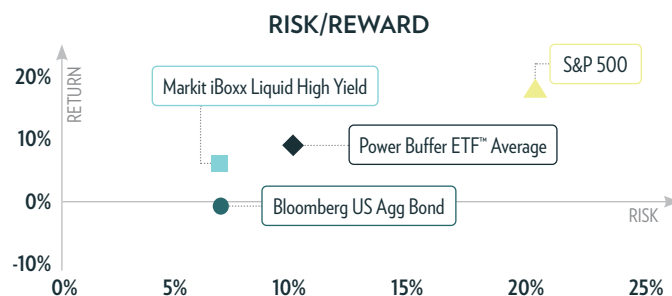 RISK/REWARD
20%
RETURN
S&P 500
Markit iBoxx Liquid High Yield
10%
Power Buffer ETF™ Average
0%
Bloomberg US Agg Bond
RISK
-10%
0%
5%
10%
15%
20%
25%